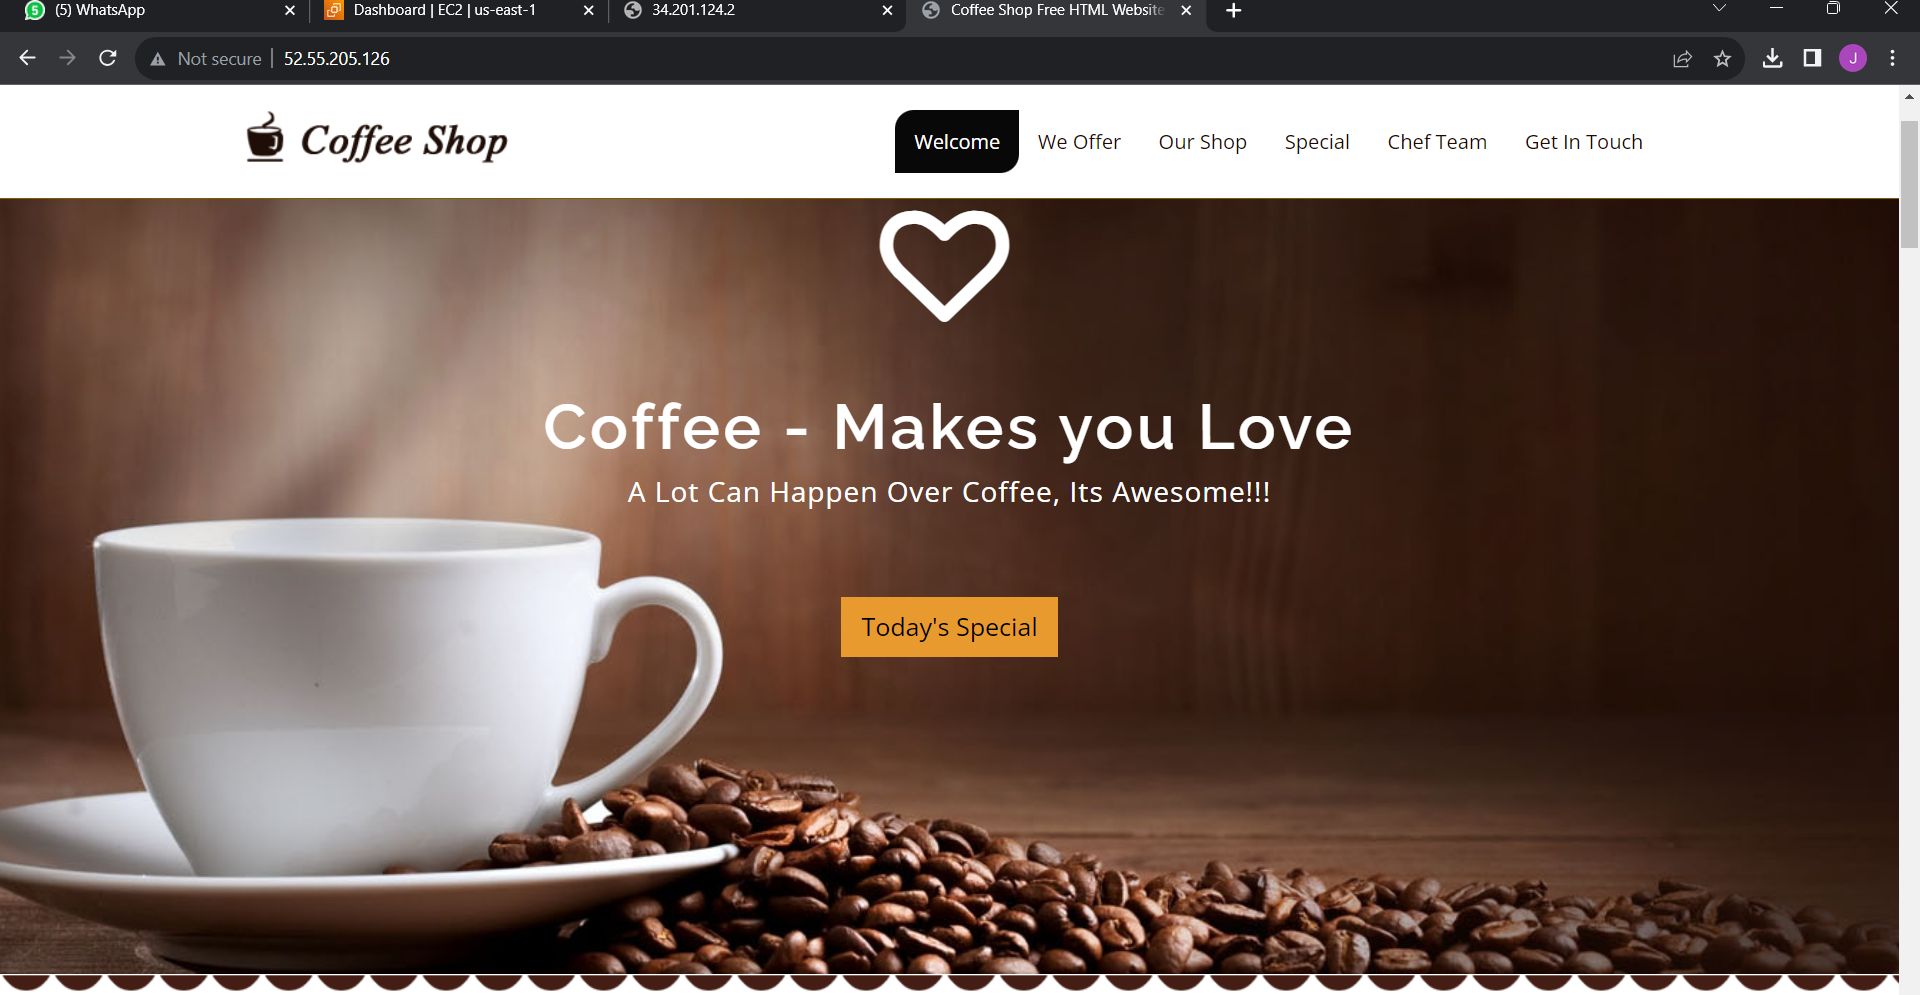 5 (5) WhatsApp
Dashboard | EC2 | us-east-1
34.201.124.2
Coffee Shop Free HTML Website
Not secure
52.55.205.126
J
Coffee Shop
Welcome
We Offer
Our Shop
Special
Chef Team
Get In Touch
Coffee - Makes you Love
A Lot Can Happen Over Coffee, Its Awesome!!!
Today's Special